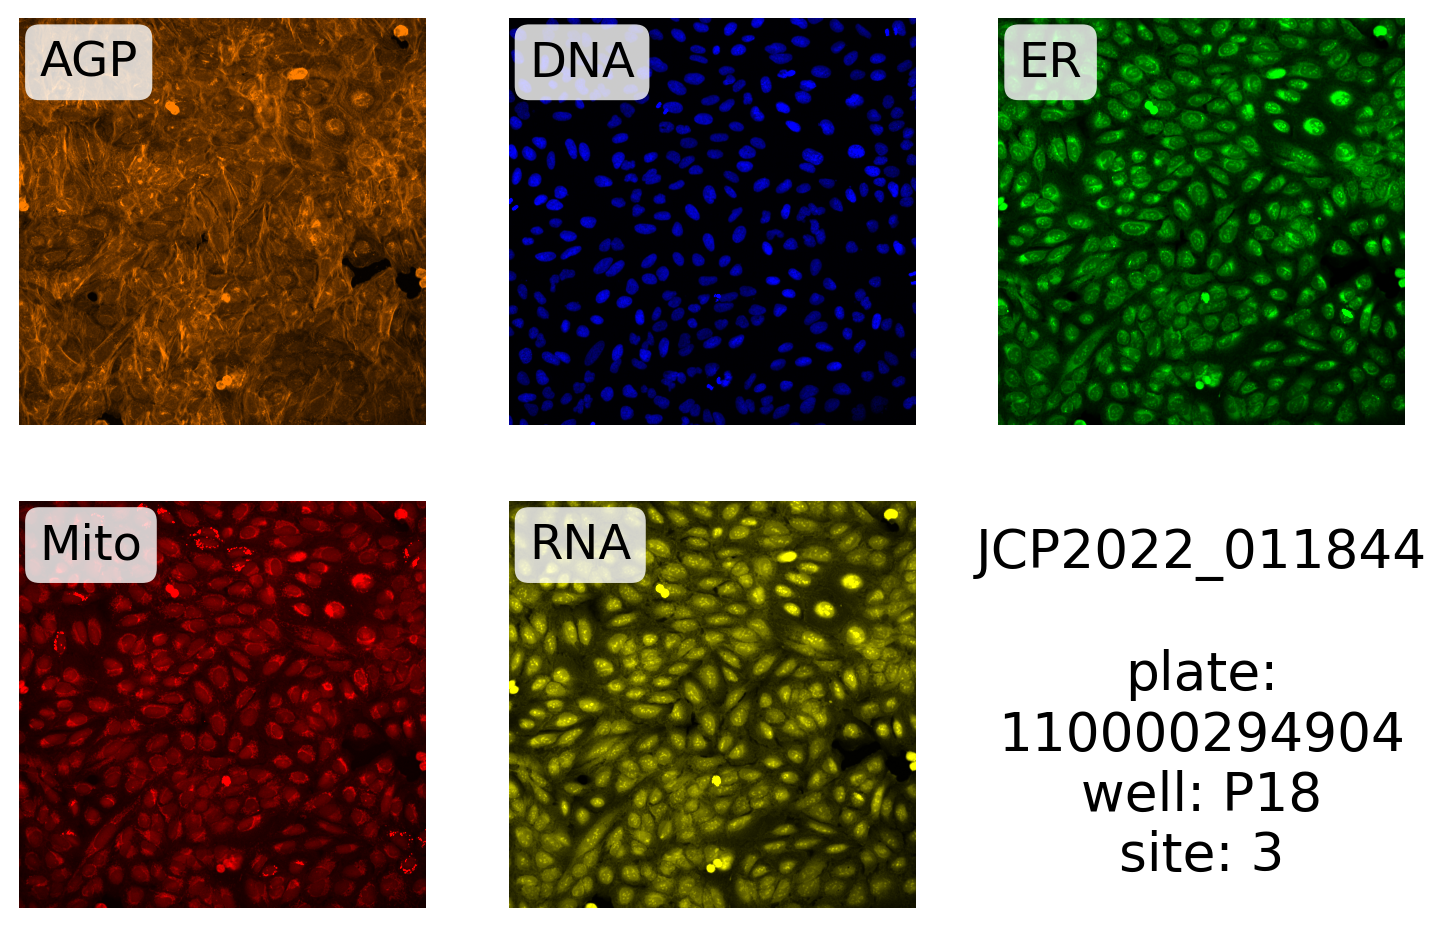 AGP
DNA
ER
Mito
RNA
JCP2022_011844
plate:
110000294904
well: P18
site: 3